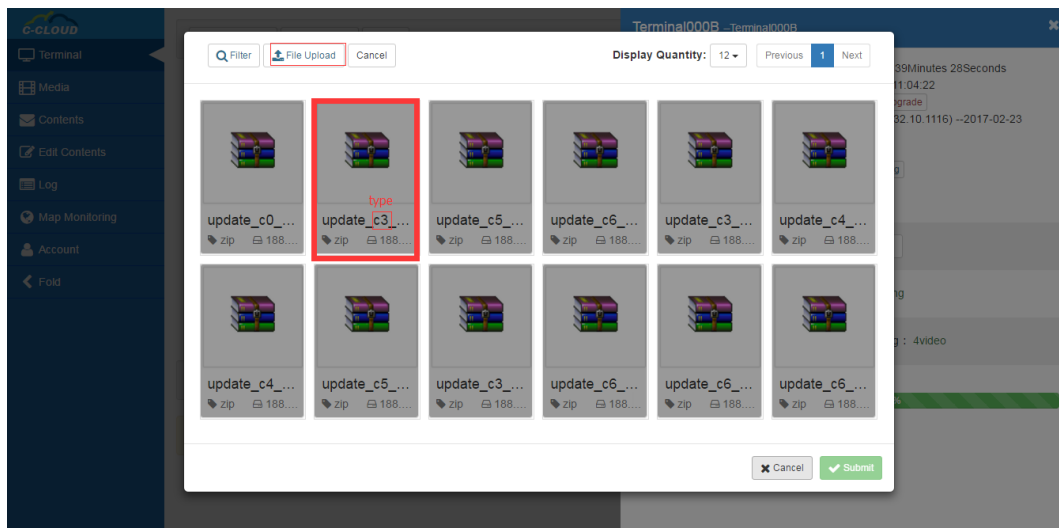 C-CLOUD
Terminal
Media
Contents
Edit Contents
Log
Map Monitoring
Account
Fold
Terminal000B --Terminal000B
39Minutes 28Seconds
11:04:22
pgrade
32.10.1116) --2017-02-23
g
ng
g : 4video
%
Filter
File Upload
Cancel
Display Quantity:
12
Previous
1
Next
type
update_c0_...
update_c3_...
update_c5_...
update_c6_...
update_c3_...
update_c4_...
zip 188....
zip 188....
zip 188....
zip 188....
zip 188....
zip 188....
update_c4_...
update_c5_...
update_c3_...
update_c6_...
update_c6_...
update_c6_...
zip 188....
zip 188....
zip 188....
zip 188....
zip 188....
zip 188....
Cancel
Submit